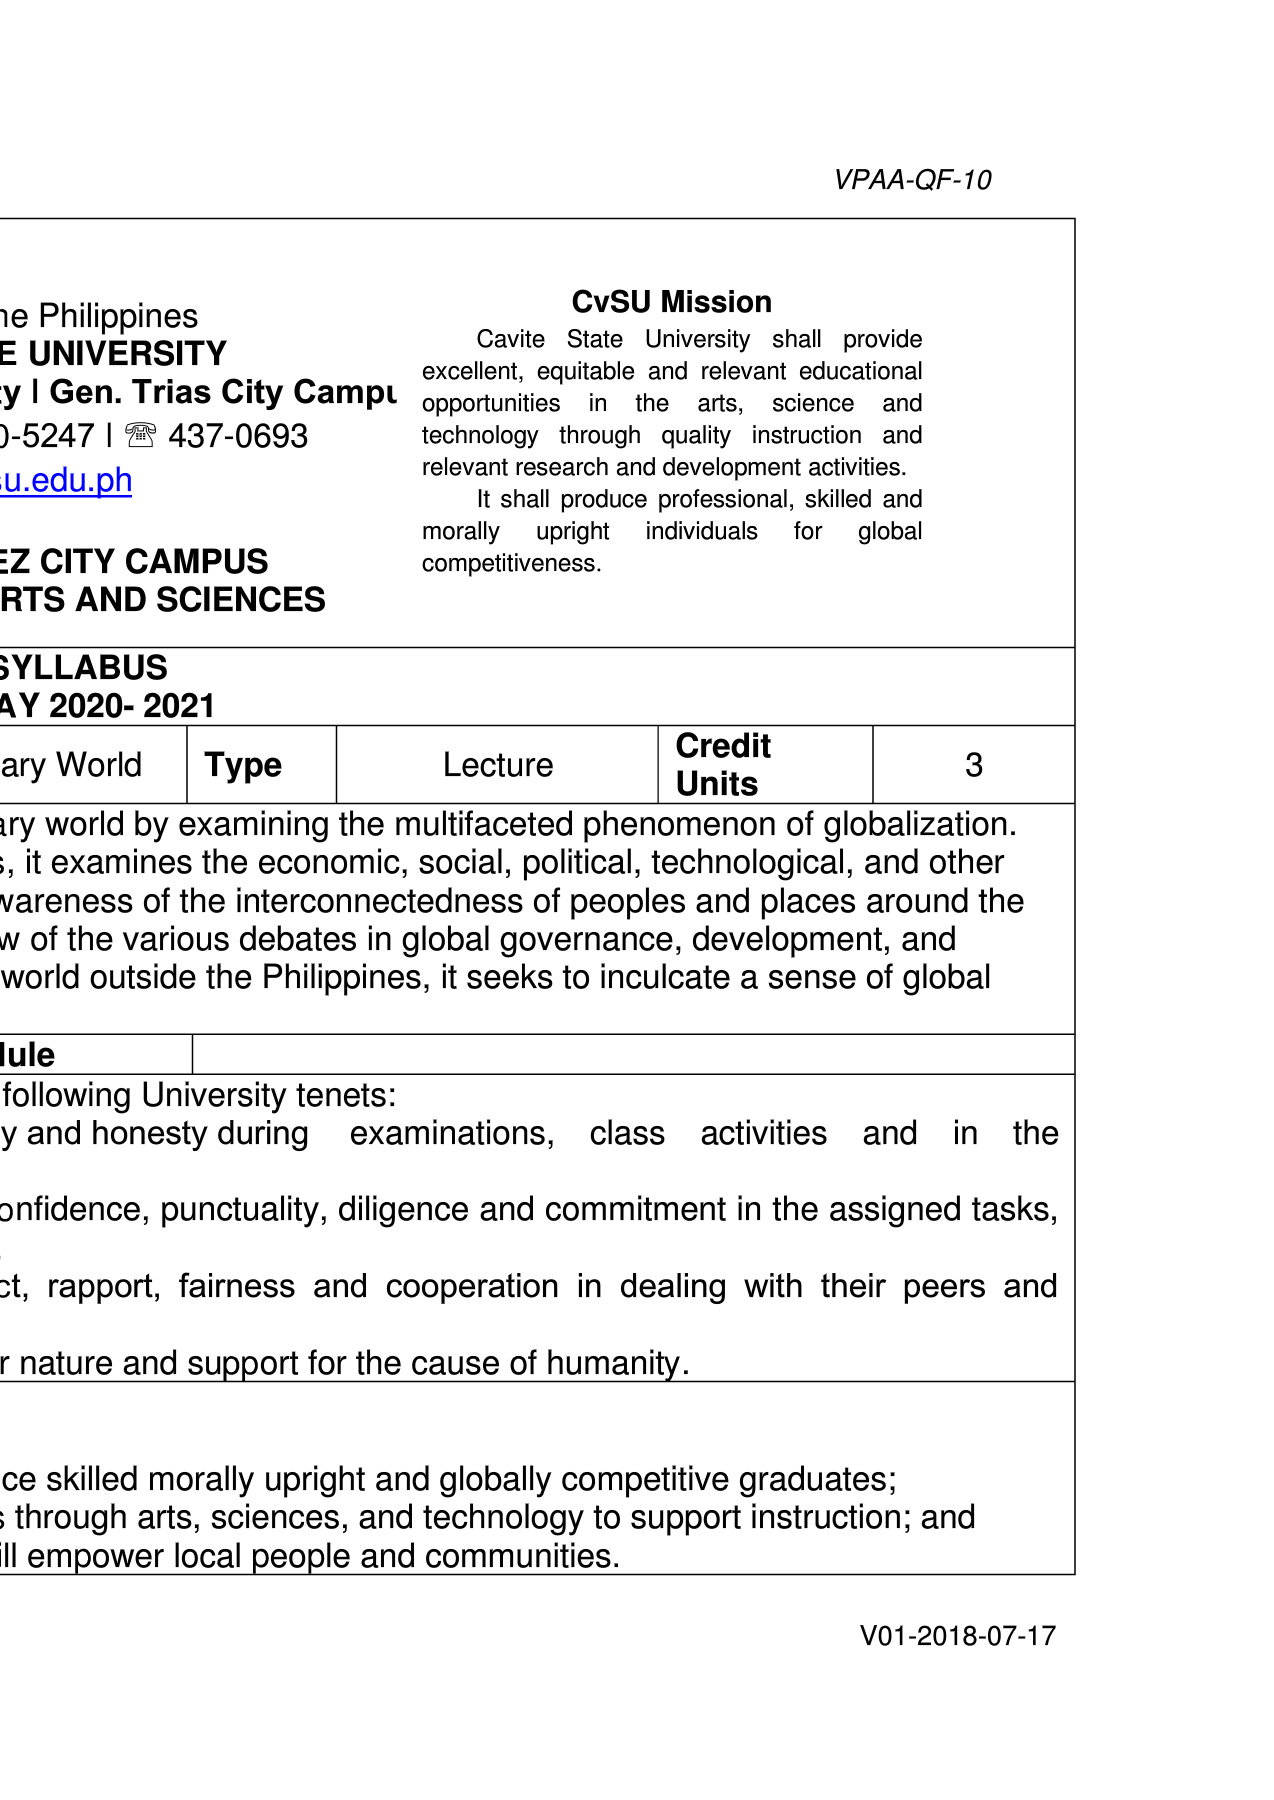 VPAA-QF-10
ne Philippines
E UNIVERSITY
ty | Gen. Trias City Campu
0-5247 | ☏ 437-0693
su.edu.ph
EZ CITY CAMPUS
RTS AND SCIENCES
CvSU Mission
Cavite State University shall provide
excellent, equitable and relevant educational
opportunities in the arts, science and
technology through quality instruction and
relevant research and development activities.
It shall produce professional, skilled and
morally upright individuals for global
competitiveness.
SYLLABUS
AY 2020- 2021
ary World
Type
Lecture
Credit
Units
3
ary world by examining the multifaceted phenomenon of globalization.
s, it examines the economic, social, political, technological, and other
wareness of the interconnectedness of peoples and places around the
w of the various debates in global governance, development, and
world outside the Philippines, it seeks to inculcate a sense of global
dule
following University tenets:
y and honesty during examinations, class activities and in the
onfidence, punctuality, diligence and commitment in the assigned tasks,
ct, rapport, fairness and cooperation in dealing with their peers and
r nature and support for the cause of humanity.
ce skilled morally upright and globally competitive graduates;
s through arts, sciences, and technology to support instruction; and
ill empower local people and communities.
V01-2018-07-17